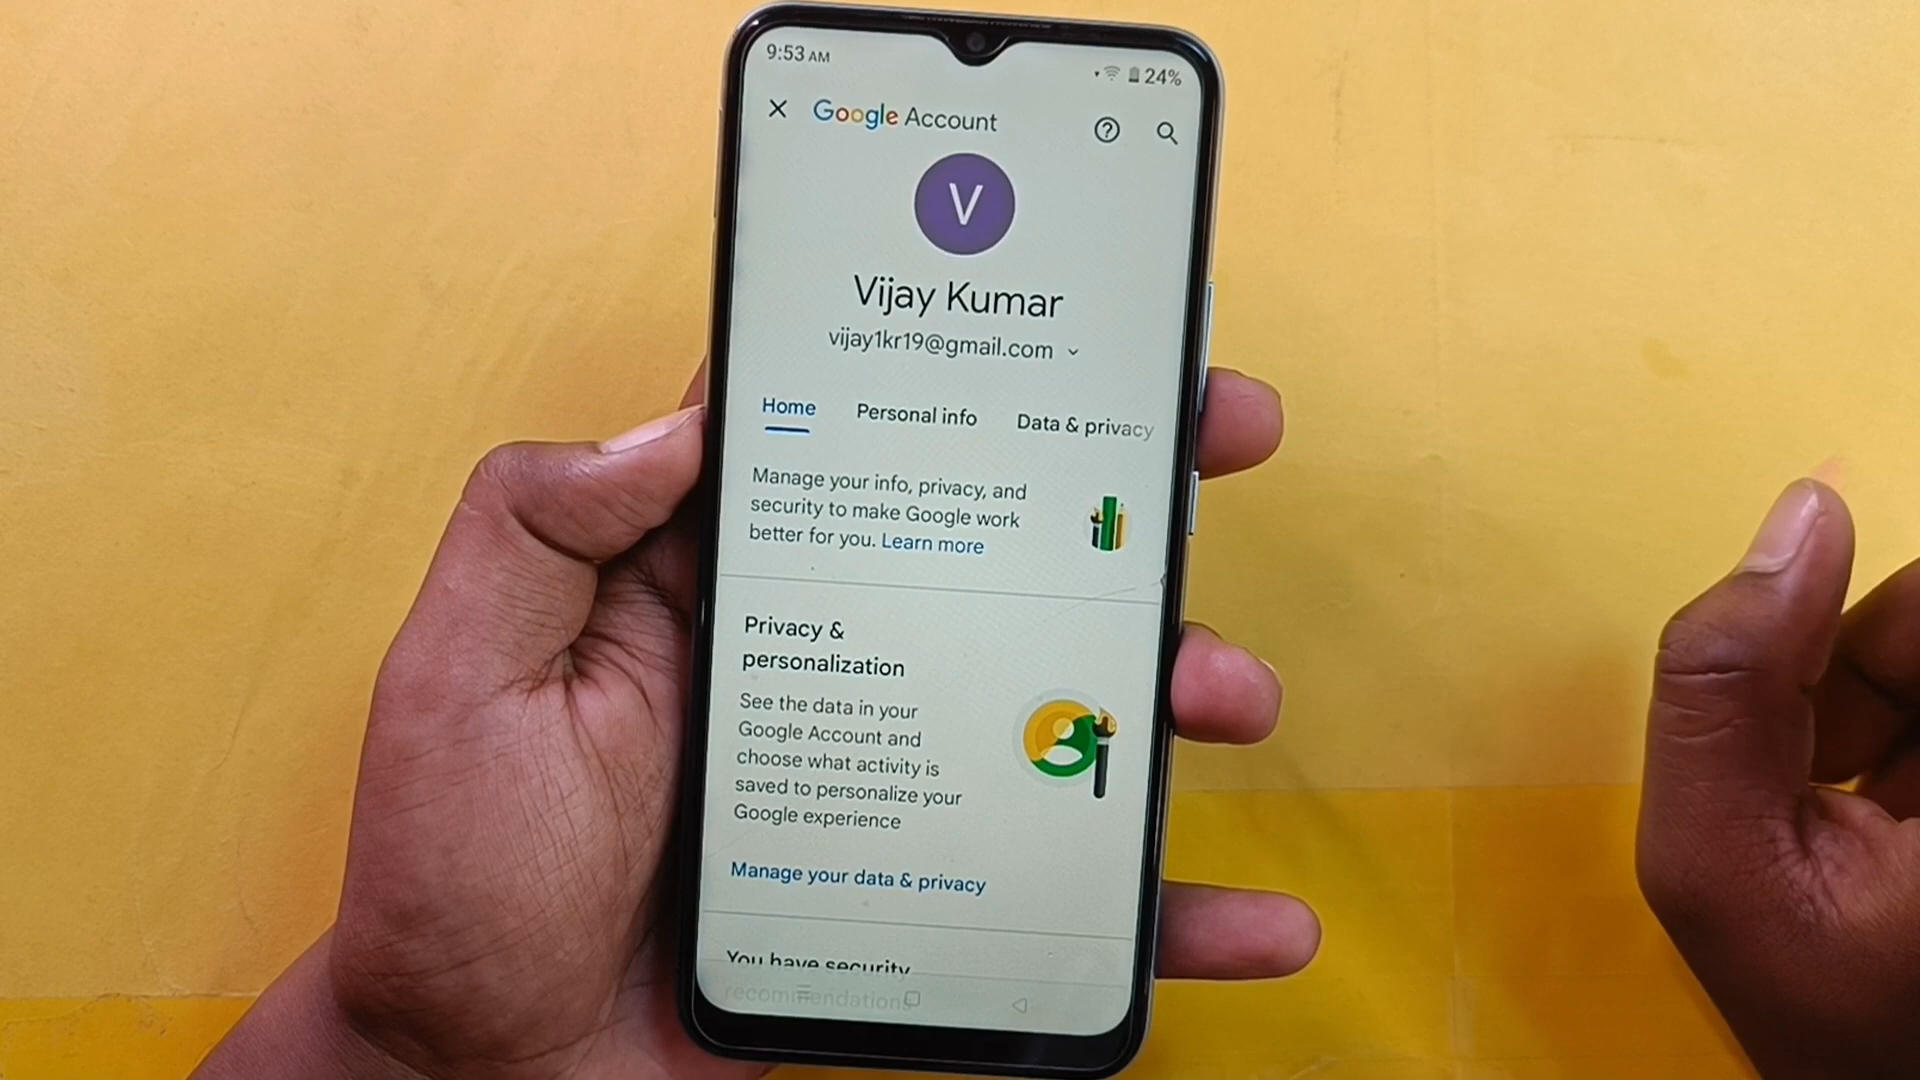 9:53 AM
24%
Google Account
V
Vijay Kumar
vijay1kr19@gmail.com
Home Personal info Data & privacy
Manage your info, privacy, and
security to make Google work
better for you. Learn more
Privacy &
personalization
See the data in your
Google Account and
choose what activity is
saved to personalize your
Google experience
Manage your data & privacy
You have security
recommendations